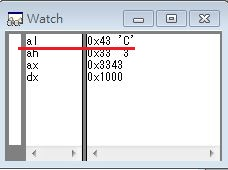 Watch
al 0x43 'C'
ah 0x33 '3'
ax 0x3343
dx 0x1000